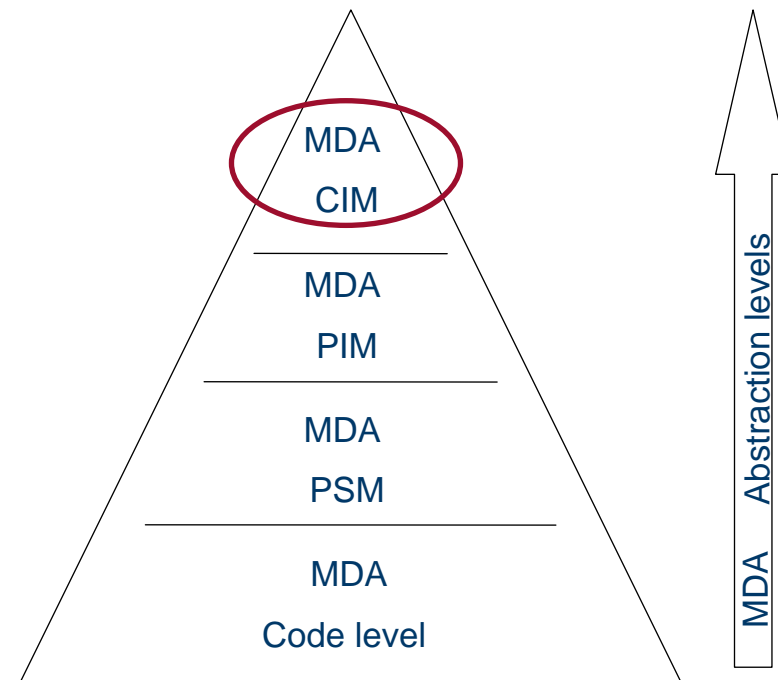 MDA
CIM
MDA
PIM
MDA
PSM
MDA
Code level
MDA Abstraction levels